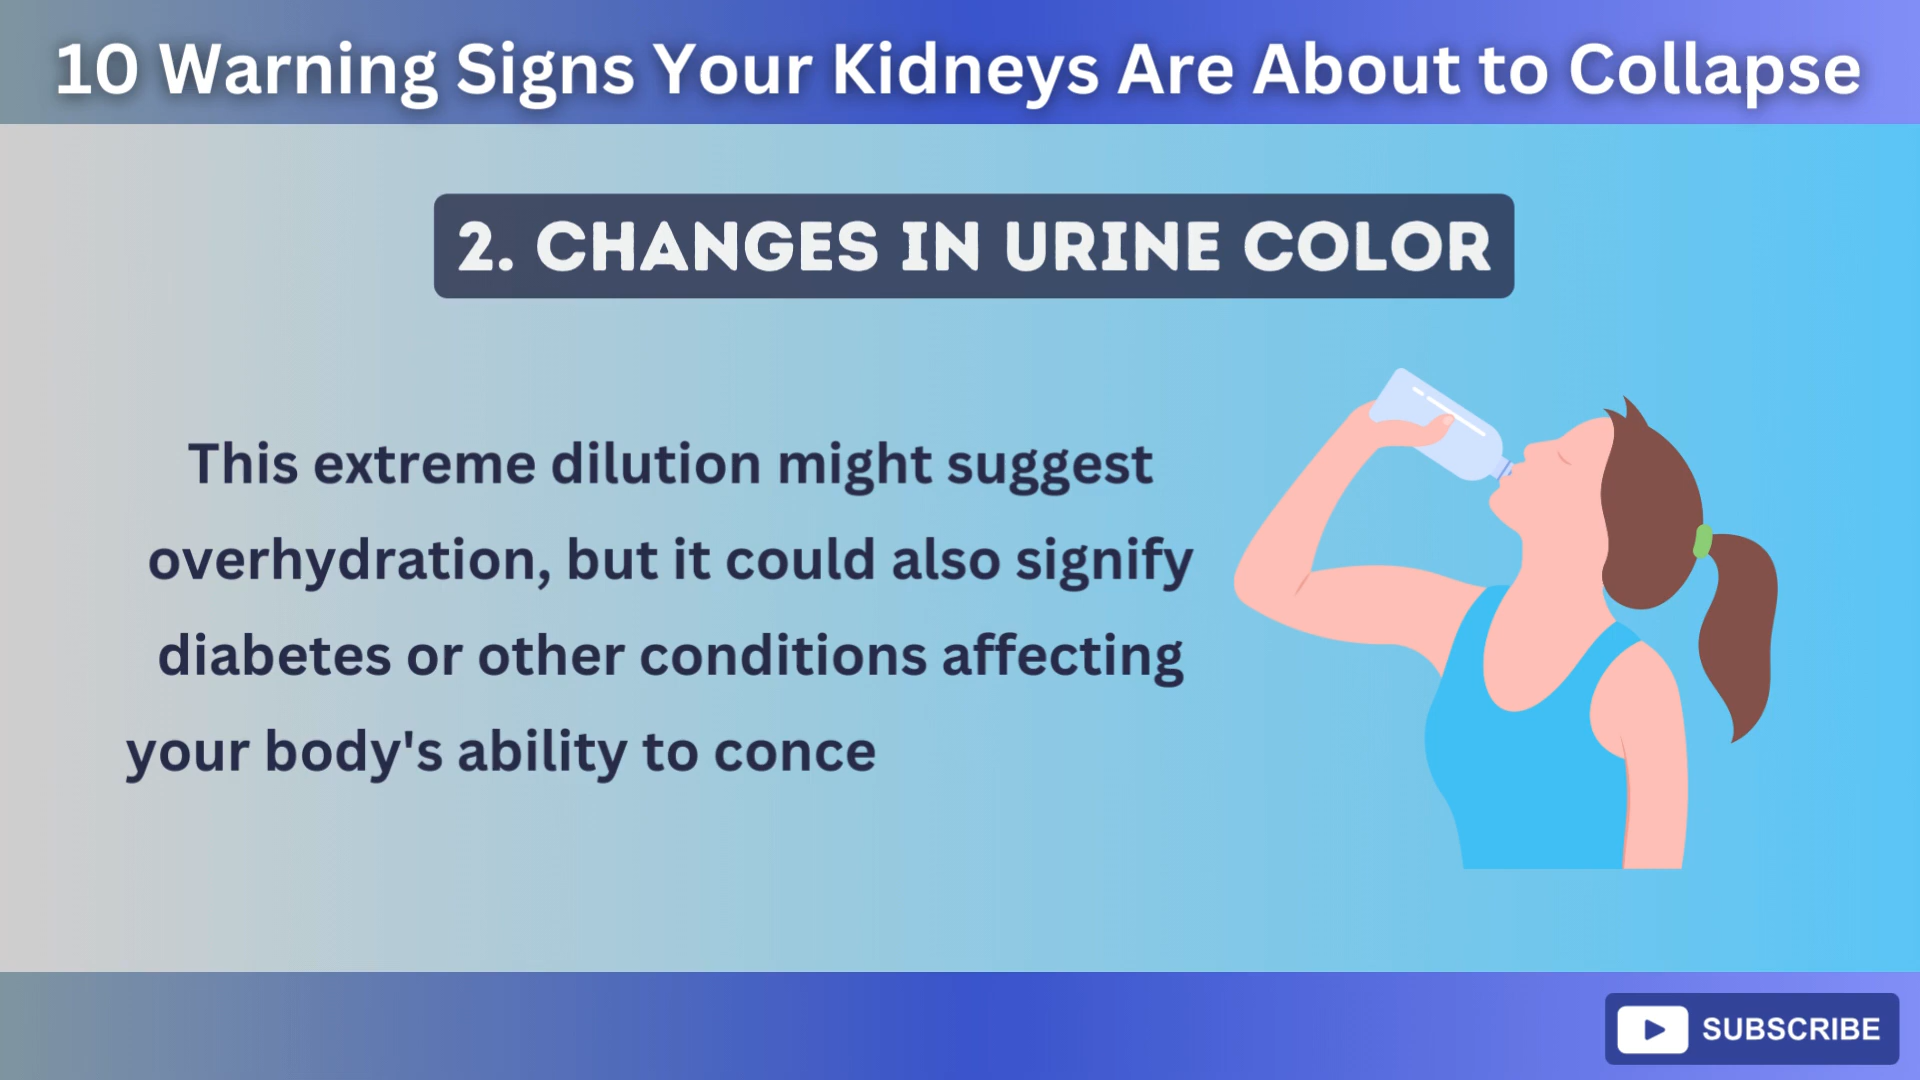 10 Warning Signs Your Kidneys Are About to Collapse
2. CHANGES IN URINE COLOR
This extreme dilution might suggest
overhydration, but it could also signify
diabetes or other conditions affecting
your body's ability to conce
SUBSCRIBE